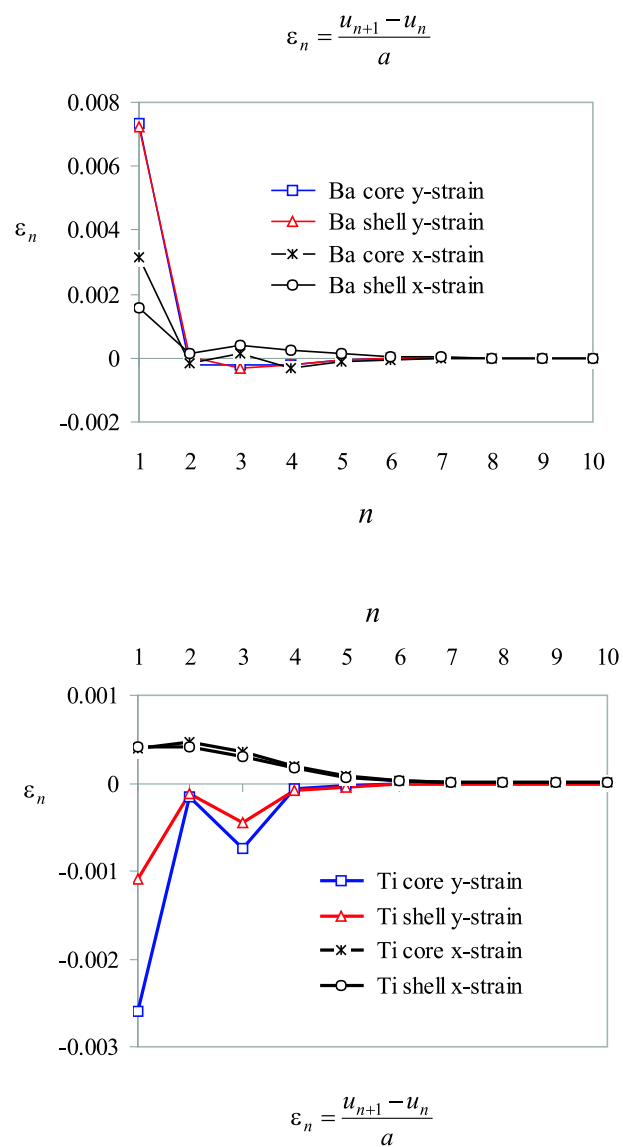 εₙ = (uₙ₊₁ − uₙ) / a
0.008
0.006
0.004
0.002
0
-0.002
εₙ
Ba core y-strain
Ba shell y-strain
Ba core x-strain
Ba shell x-strain
1 2 3 4 5 6 7 8 9 10
n
n
1 2 3 4 5 6 7 8 9 10
0.001
0
-0.001
-0.002
-0.003
εₙ
Ti core y-strain
Ti shell y-strain
Ti core x-strain
Ti shell x-strain
εₙ = (uₙ₊₁ − uₙ) / a